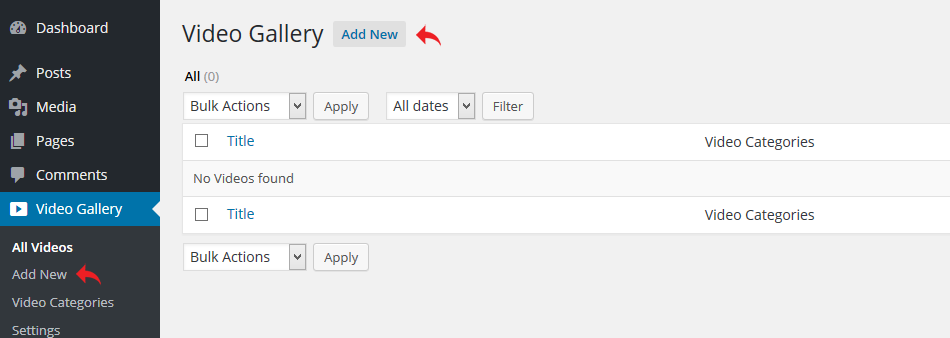 Dashboard
Posts
Media
Pages
Comments
Video Gallery
All Videos
Add New
Video Categories
Settings
Video Gallery Add New
All (0)
Bulk Actions Apply All dates Filter
Title Video Categories
No Videos found
Title Video Categories
Bulk Actions Apply